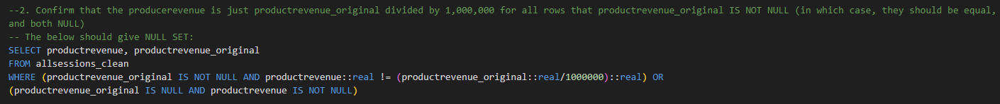 --2. Confirm that the producerevenue is just productrevenue_original divided by 1,000,000 for all rows that productrevenue_original IS NOT NULL (in which case, they should be equal,
and both NULL)
-- The below should give NULL SET:
SELECT productrevenue, productrevenue_original
FROM allsessions_clean
WHERE (productrevenue_original IS NOT NULL AND productrevenue::real != (productrevenue_original::real/1000000)::real) OR
(productrevenue_original IS NULL AND productrevenue IS NOT NULL)